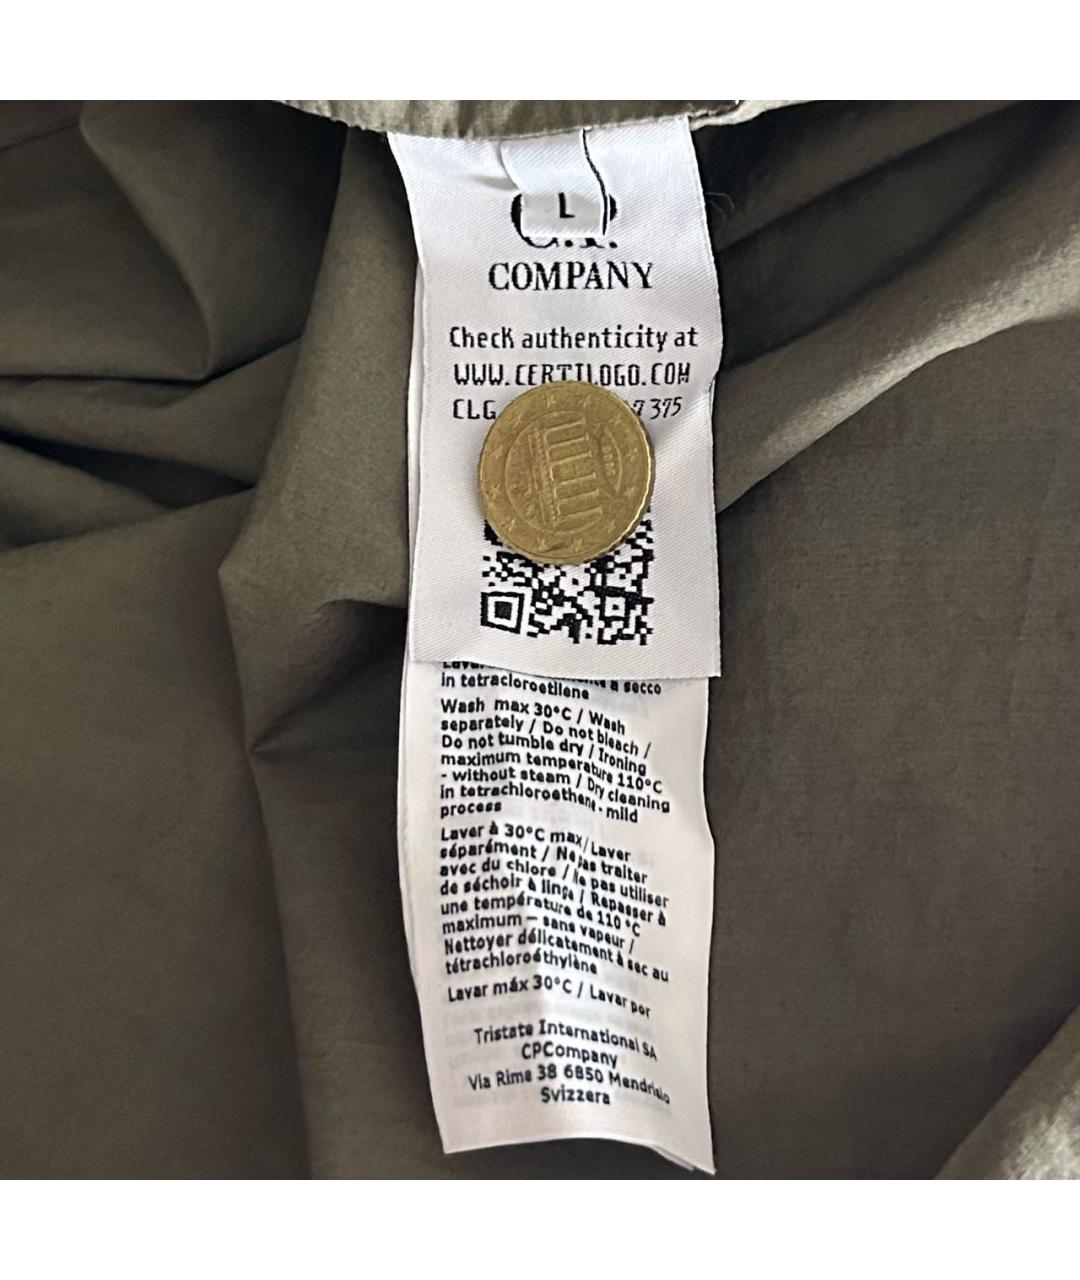 L
C.P.
COMPANY
Check authenticity at
WWW.CERTILOGO.COM
CLG 7 375
Lavar a secco
in tetracloroetilene
Wash max 30°C / Wash
separately / Do not bleach /
Do not tumble dry / Ironing
maximum temperature 110°C
- without steam / Dry cleaning
in tetrachloroethene - mild
process
Laver à 30°C max/Laver
séparément / Ne pas traiter
avec du chlore / Ne pas utiliser
de séchoir à linge / Repasser à
une température de 110 °C
maximum – sans vapeur /
Nettoyer délicatement à sec au
tétrachloroéthylène
Lavar máx 30°C / Lavar por
Tristate International SA
CPCompany
Via Rime 38 6850 Mendrisio
Svizzera